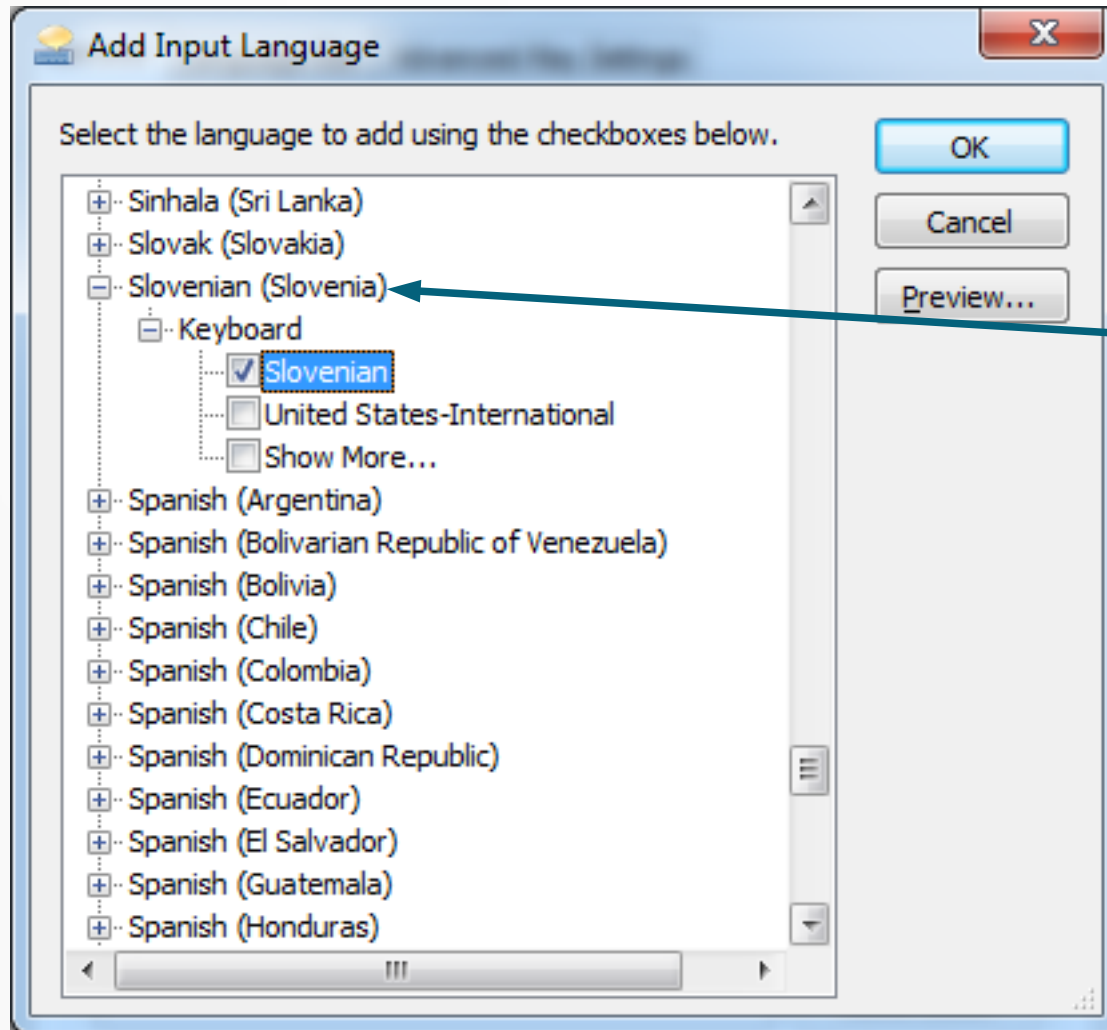 Add Input Language
Select the language to add using the checkboxes below.
OK
Cancel
Preview...
Sinhala (Sri Lanka)
Slovak (Slovakia)
Slovenian (Slovenia)
Keyboard
Slovenian
United States-International
Show More...
Spanish (Argentina)
Spanish (Bolivarian Republic of Venezuela)
Spanish (Bolivia)
Spanish (Chile)
Spanish (Colombia)
Spanish (Costa Rica)
Spanish (Dominican Republic)
Spanish (Ecuador)
Spanish (El Salvador)
Spanish (Guatemala)
Spanish (Honduras)